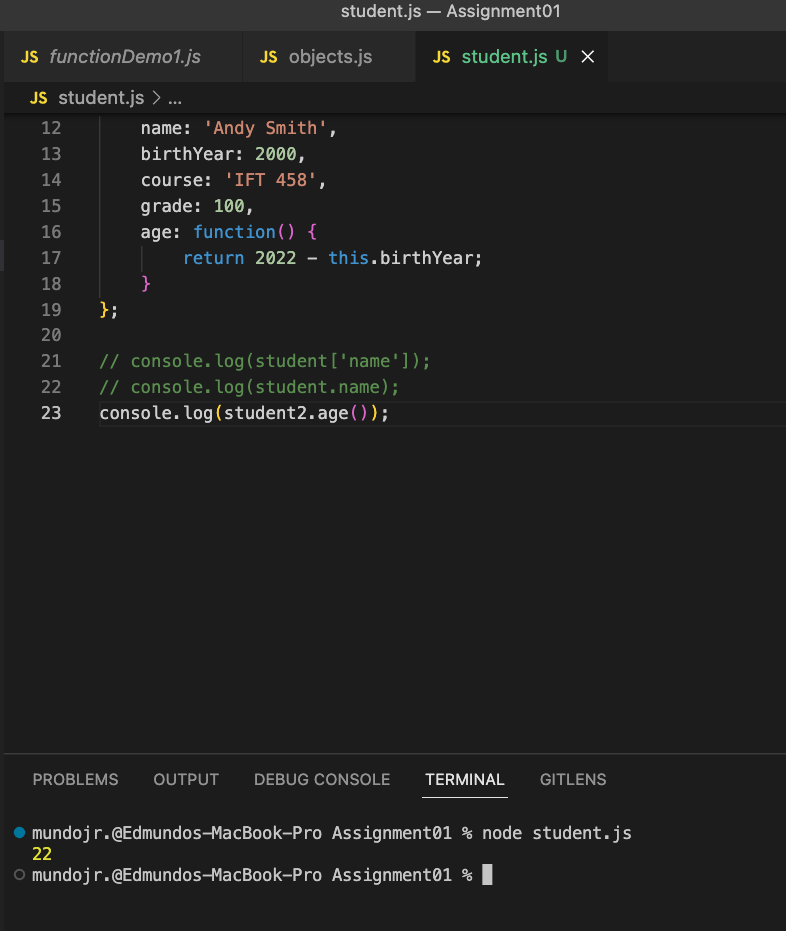 student.js — Assignment01
JS functionDemo1.js JS objects.js JS student.js U
JS student.js > ...
12 name: 'Andy Smith',
13 birthYear: 2000,
14 course: 'IFT 458',
15 grade: 100,
16 age: function() {
17 return 2022 - this.birthYear;
18 }
19 };
20
21 // console.log(student['name']);
22 // console.log(student.name);
23 console.log(student2.age());
PROBLEMS OUTPUT DEBUG CONSOLE TERMINAL GITLENS
mundojr.@Edmundos-MacBook-Pro Assignment01 % node student.js
22
mundojr.@Edmundos-MacBook-Pro Assignment01 %